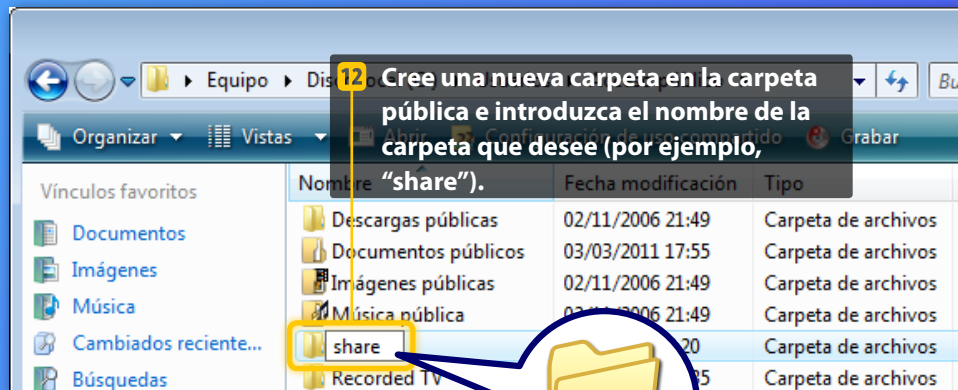 Equipo
12 Cree una nueva carpeta en la carpeta
pública e introduzca el nombre de la
carpeta que desee (por ejemplo,
“share”).
Organizar Vistas Abrir Configuración de uso compartido Grabar
Vínculos favoritos
Documentos
Imágenes
Música
Cambiados reciente...
Búsquedas
Nombre Fecha modificación Tipo
Descargas públicas 02/11/2006 21:49 Carpeta de archivos
Documentos públicos 03/03/2011 17:55 Carpeta de archivos
Imágenes públicas 02/11/2006 21:49 Carpeta de archivos
Música pública 21:49 Carpeta de archivos
share 20 Carpeta de archivos
Recorded TV Carpeta de archivos